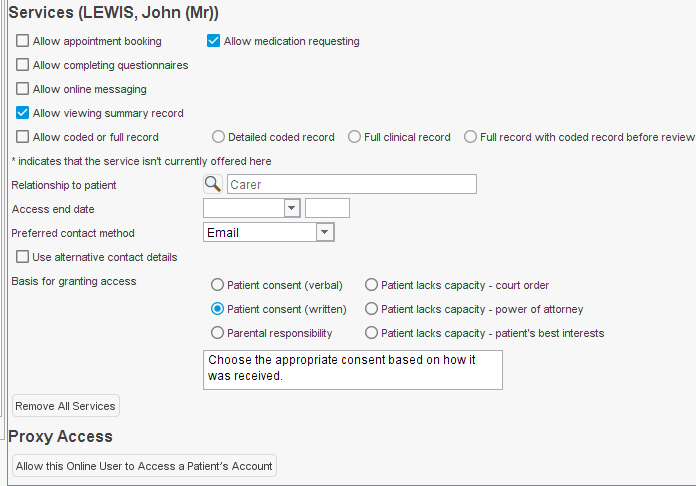 Services (LEWIS, John (Mr))
Allow appointment booking Allow medication requesting
Allow completing questionnaires
Allow online messaging
Allow viewing summary record
Allow coded or full record Detailed coded record Full clinical record Full record with coded record before review
* indicates that the service isn't currently offered here
Relationship to patient Carer
Access end date
Preferred contact method Email
Use alternative contact details
Basis for granting access Patient consent (verbal) Patient lacks capacity - court order
Patient consent (written) Patient lacks capacity - power of attorney
Parental responsibility Patient lacks capacity - patient's best interests
Choose the appropriate consent based on how it
was received.
Remove All Services
Proxy Access
Allow this Online User to Access a Patient's Account